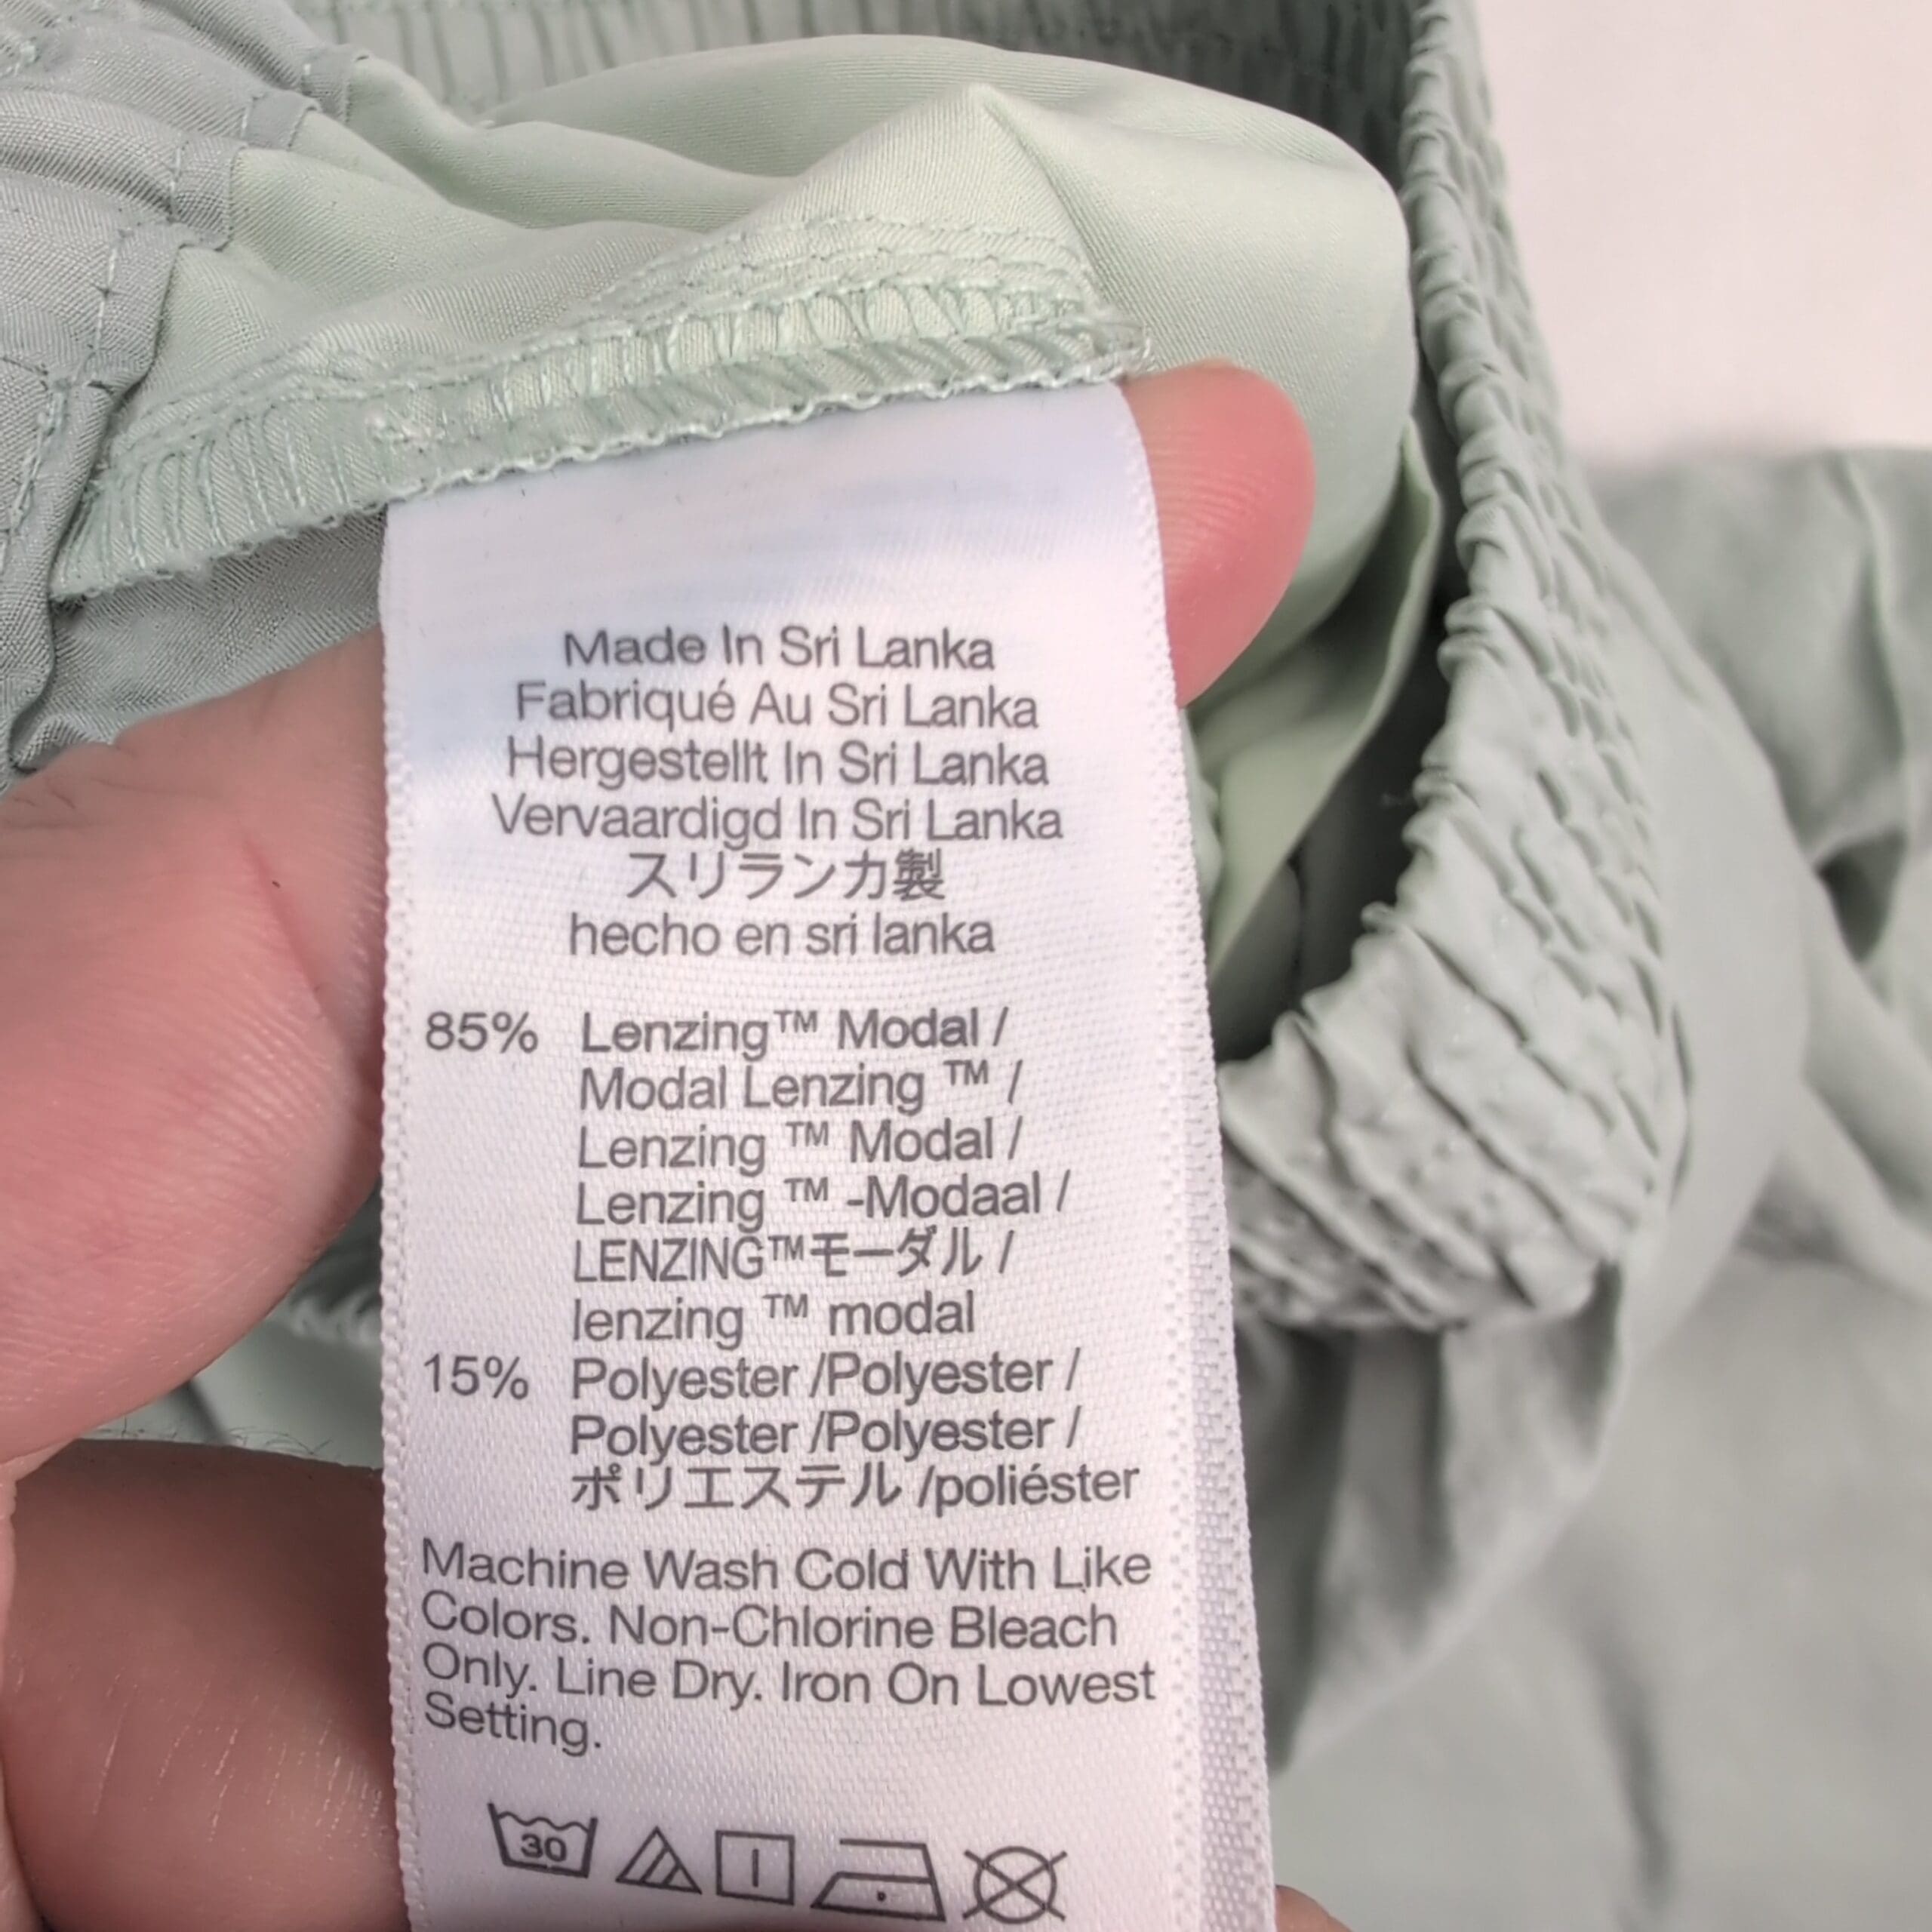 Made In Sri Lanka
Fabriqué Au Sri Lanka
Hergestellt In Sri Lanka
Vervaardigd In Sri Lanka
スリランカ製
hecho en sri lanka
85% Lenzing™ Modal /
Modal Lenzing ™ /
Lenzing ™ Modal /
Lenzing ™ -Modaal /
LENZING™モーダル /
lenzing ™ modal
15% Polyester /Polyester /
Polyester /Polyester /
ポリエステル /poliéster
Machine Wash Cold With Like
Colors. Non-Chlorine Bleach
Only. Line Dry. Iron On Lowest
Setting.
30